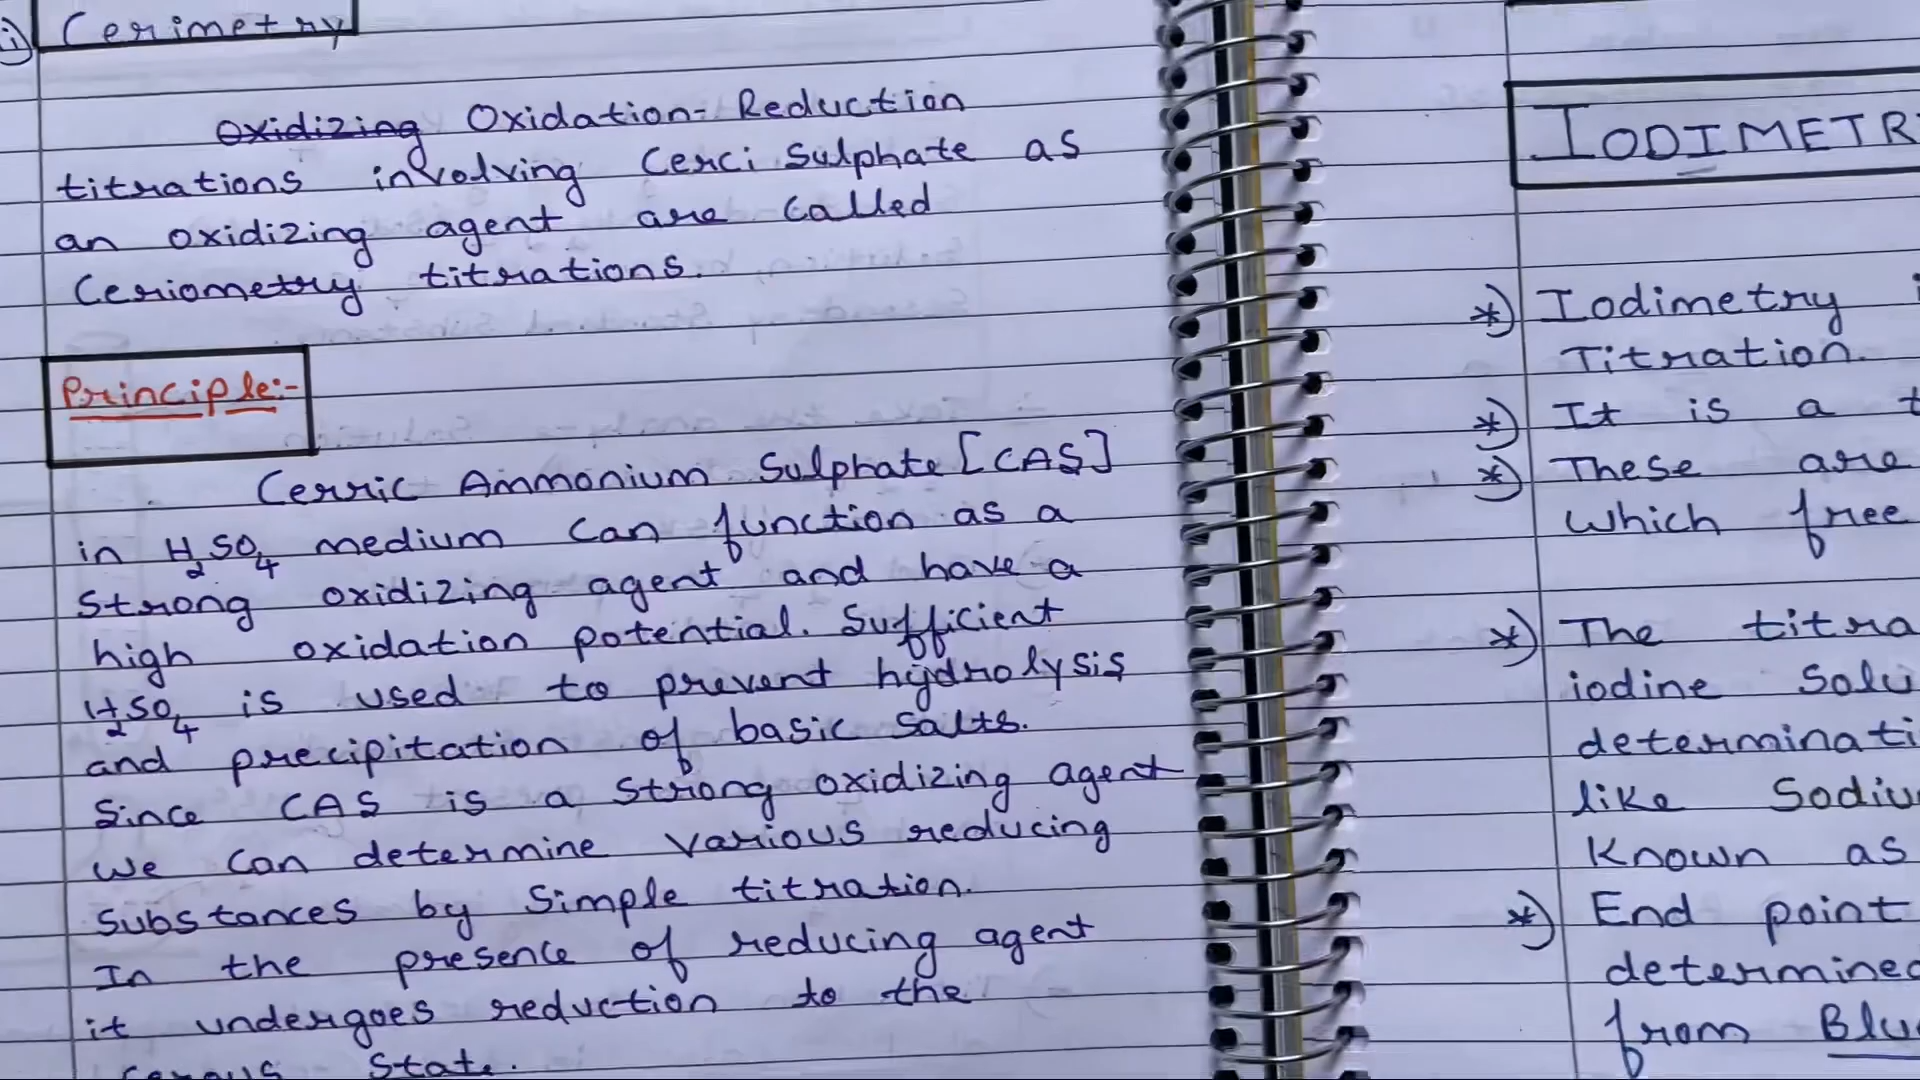 i) Cerimetry
Oxidizing Oxidation-Reduction
titrations involving Cerci Sulphate as
an oxidizing agent are called
Ceriometry titrations.
Principle:-
Cerric Ammonium Sulphate [CAS]
in H2SO4 medium can function as a
strong oxidizing agent and have a
high oxidation potential. Sufficient
H2SO4 is used to prevent hydrolysis
and precipitation of basic salts.
Since CAS is a strong oxidizing agent
we can determine various reducing
substances by simple titration.
In the presence of reducing agent
it undergoes reduction to the
state.
IODIMETR
*) Iodimetry
Titration.
*) It is a t
*) These are
which free
*) The titra
iodine Solu
determinati
like Sodiu
Known as
*) End point
determined
from Blu